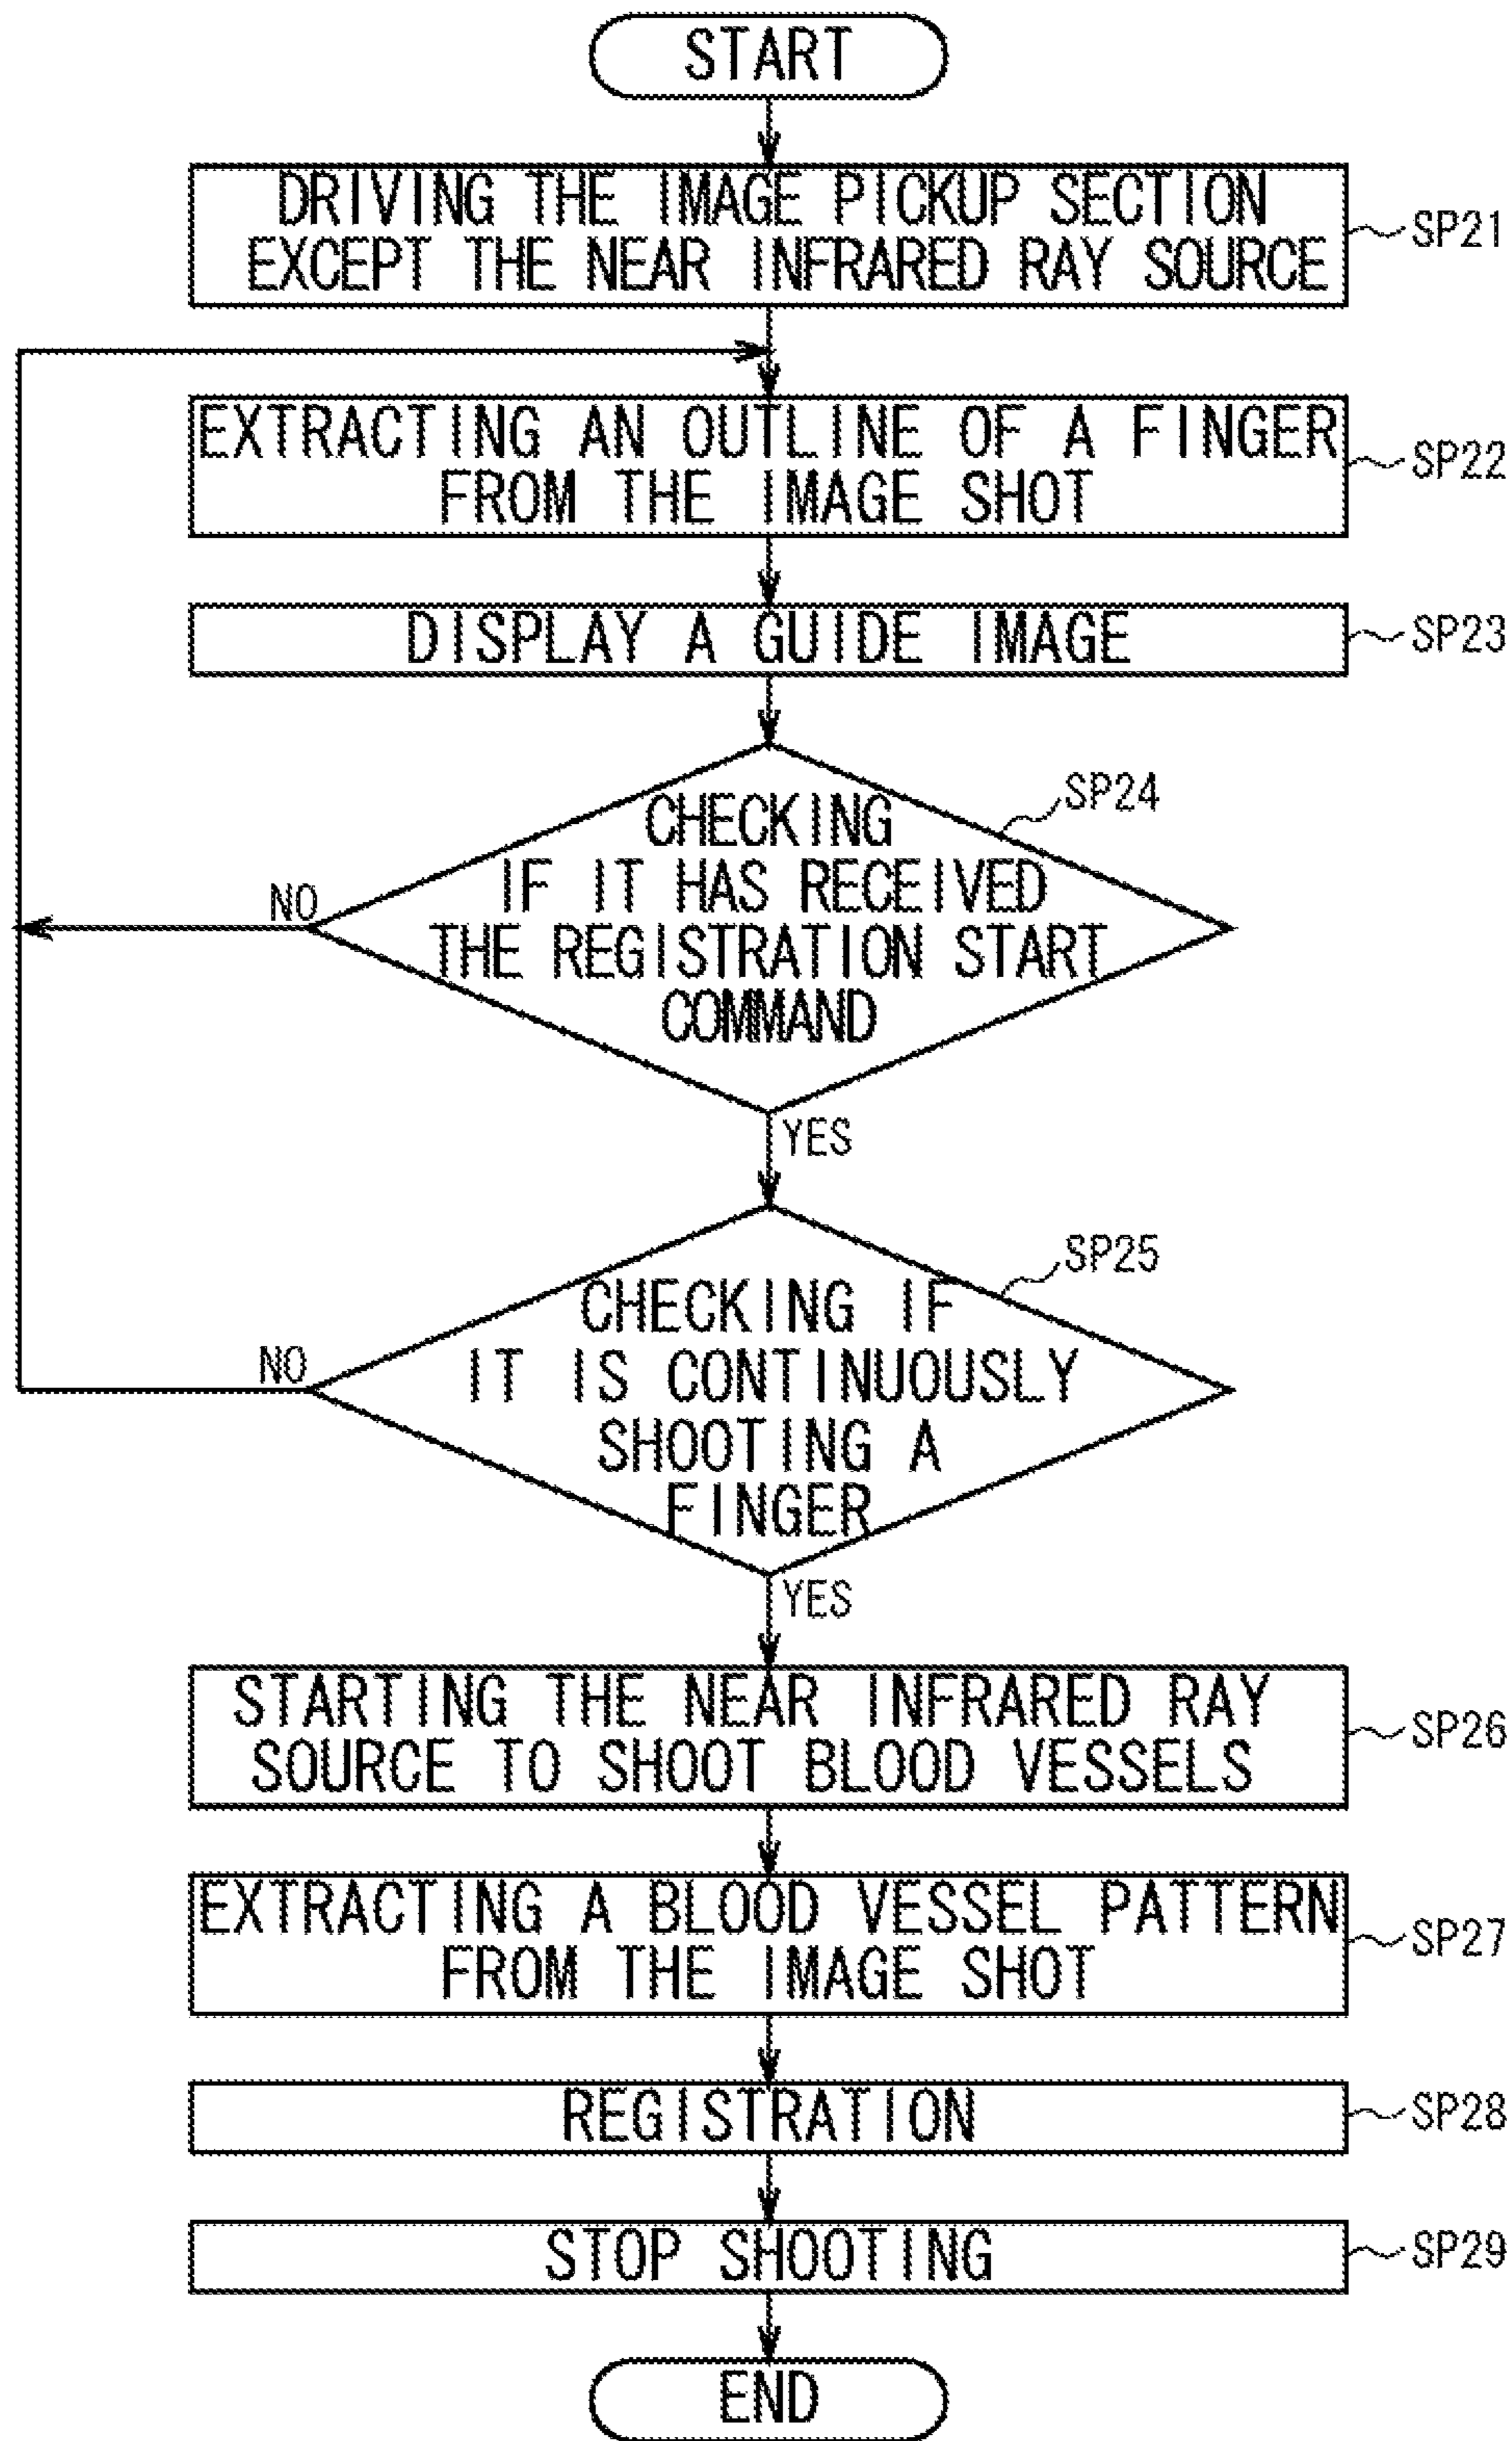 START
DRIVING THE IMAGE PICKUP SECTION
EXCEPT THE NEAR INFRARED RAY SOURCE
SP21
EXTRACTING AN OUTLINE OF A FINGER
FROM THE IMAGE SHOT
SP22
DISPLAY A GUIDE IMAGE
SP23
SP24
CHECKING
IF IT HAS RECEIVED
THE REGISTRATION START
COMMAND
NO
YES
SP25
CHECKING IF
IT IS CONTINUOUSLY
SHOOTING A
FINGER
NO
YES
STARTING THE NEAR INFRARED RAY
SOURCE TO SHOOT BLOOD VESSELS
SP26
EXTRACTING A BLOOD VESSEL PATTERN
FROM THE IMAGE SHOT
SP27
REGISTRATION
SP28
STOP SHOOTING
SP29
END